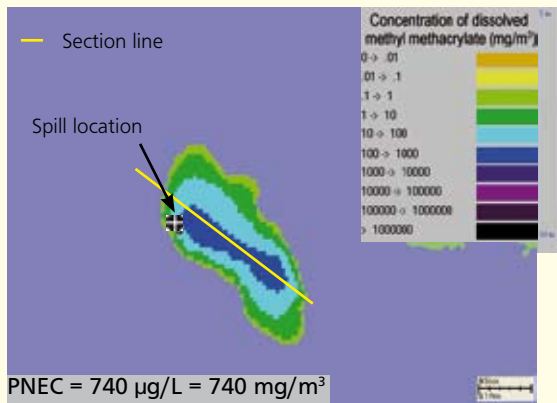 Concentration of dissolved
methyl methacrylate (mg/m³)
0 -> .01
.01 -> .1
.1 -> 1
1 -> 10
10 -> 100
100 -> 1000
1000 -> 10000
10000 -> 100000
100000 -> 1000000
> 1000000
Section line
Spill location
PNEC = 740 µg/L = 740 mg/m³